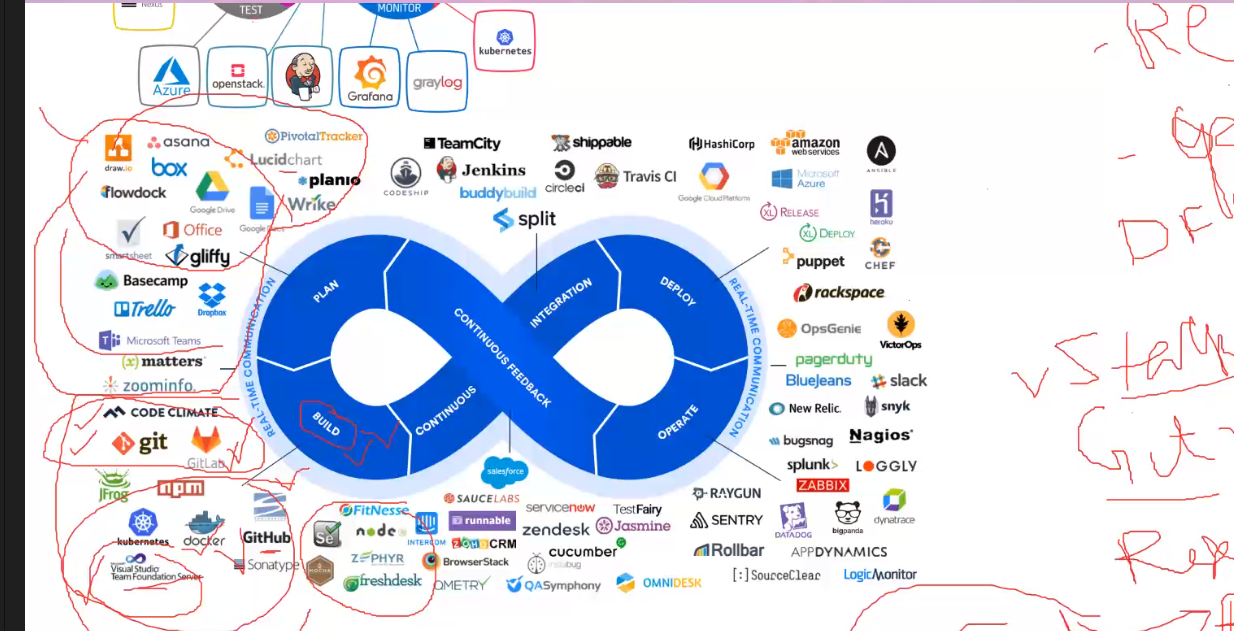 Nexus
TEST
MONITOR
kubernetes
Azure
openstack.
Grafana
graylog
draw.io
asana
PivotalTracker
box
Lucidchart
flowdock
planio
Google Drive
Wrike
smartsheet
Office
gliffy
Basecamp
Trello
Dropbox
Microsoft Teams
(x)matters
zoominfo.
TeamCity
shippable
CODESHIP
Jenkins
circleci
Travis CI
buddybuild
split
HashiCorp
amazon
web services
ANSIBLE
Google Cloud Platform
Microsoft
Azure
XL RELEASE
heroku
XL DEPLOY
puppet
CHEF
rackspace
OpsGenie
VictorOps
pagerduty
BlueJeans
slack
New Relic.
snyk
bugsnag
Nagios
splunk>
LOGGLY
ZABBIX
REAL-TIME COMMUNICATION
PLAN
BUILD
CONTINUOUS FEEDBACK
CONTINUOUS
INTEGRATION
DEPLOY
OPERATE
REAL-TIME COMMUNICATION
CODE CLIMATE
git
GitLab
JFrog
npm
kubernetes
docker
GitHub
Visual Studio
Team Foundation Server
Sonatype
FitNesse
Se
node
INTERCOM
MOCHA
ZEPHYR
freshdesk
salesforce
SAUCELABS
runnable
ZOHO CRM
BrowserStack
QMETRY
servicenow
TestFairy
zendesk
Jasmine
cucumber
instabug
QASymphony
OMNIDESK
RAYGUN
SENTRY
DATADOG
bigpanda
dynatrace
Rollbar
APPDYNAMICS
[:]SourceClear
LogicMonitor
- RE
Git
Rep